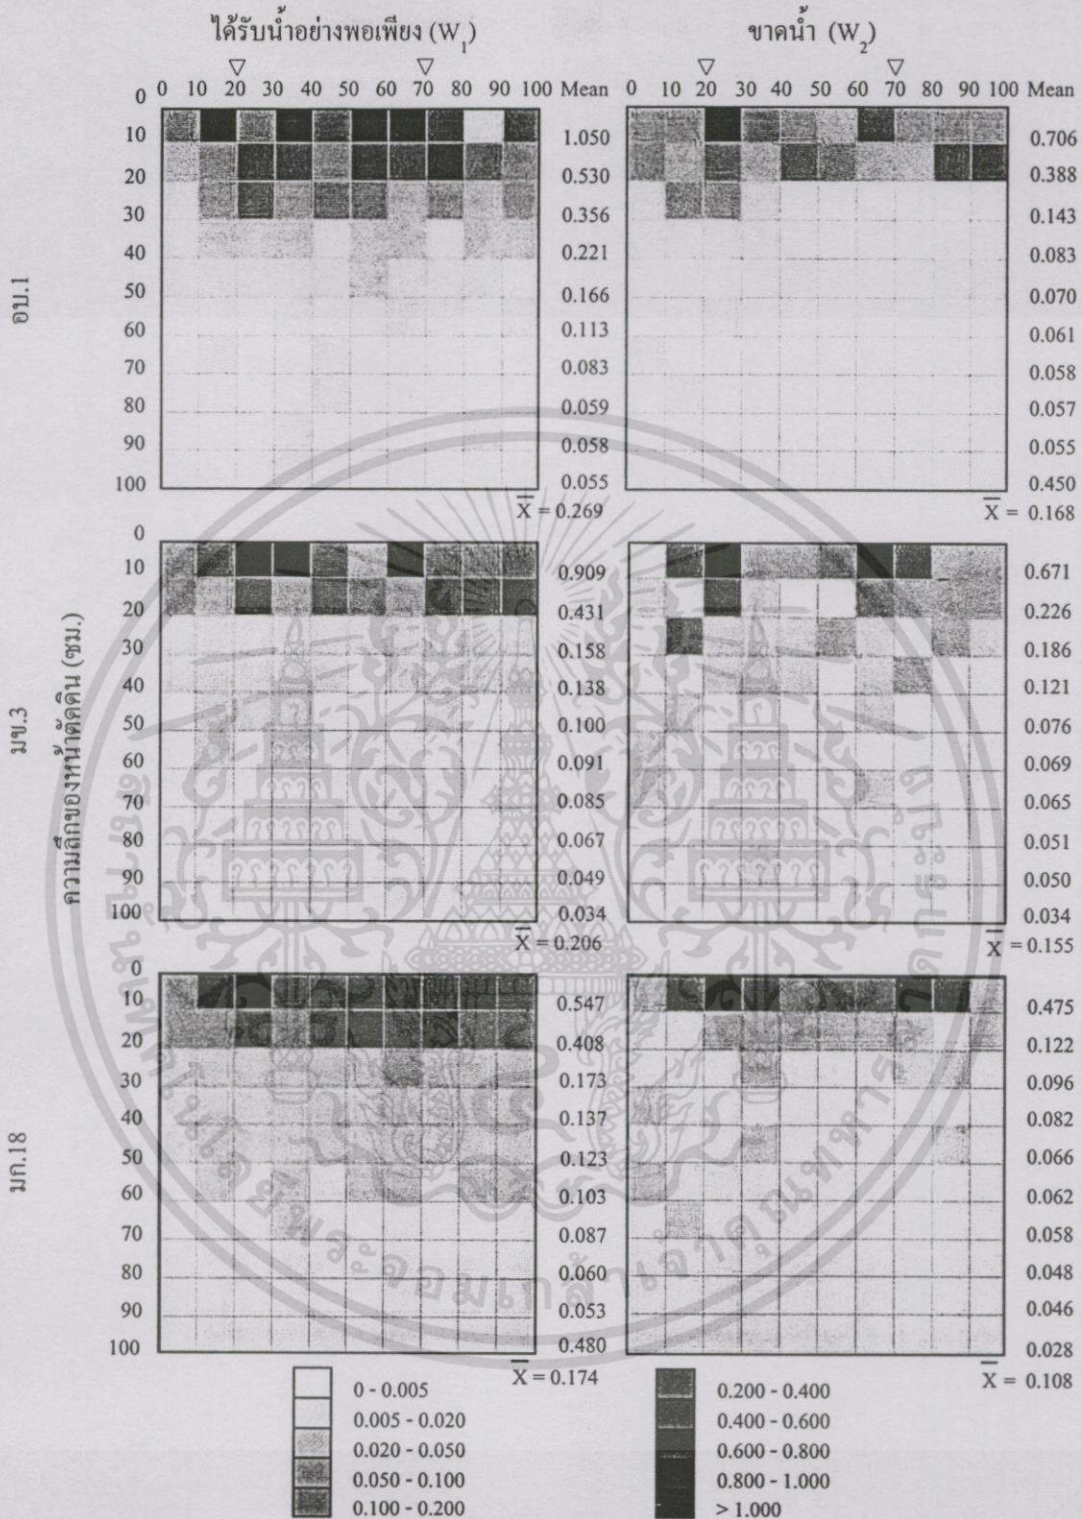 ได้รับน้ำอย่างพอเพียง (W1) ขาดน้ำ (W2)
▽ ▽ ▽ ▽
0 10 20 30 40 50 60 70 80 90 100 Mean 0 10 20 30 40 50 60 70 80 90 100 Mean
ความลึกของหน้าตัดดิน (ซม.)
อบ.1
0
10 1.050 0.706
20 0.530 0.388
30 0.356 0.143
40 0.221 0.083
50 0.166 0.070
60 0.113 0.061
70 0.083 0.058
80 0.059 0.057
90 0.058 0.055
100 0.055 0.450
X̄ = 0.269 X̄ = 0.168
มข.3
0
10 0.909 0.671
20 0.431 0.226
30 0.158 0.186
40 0.138 0.121
50 0.100 0.076
60 0.091 0.069
70 0.085 0.065
80 0.067 0.051
90 0.049 0.050
100 0.034 0.034
X̄ = 0.206 X̄ = 0.155
มก.18
0
10 0.547 0.475
20 0.408 0.122
30 0.173 0.096
40 0.137 0.082
50 0.123 0.066
60 0.103 0.062
70 0.087 0.058
80 0.060 0.048
90 0.053 0.046
100 0.480 0.028
X̄ = 0.174 X̄ = 0.108
0 - 0.005 0.200 - 0.400
0.005 - 0.020 0.400 - 0.600
0.020 - 0.050 0.600 - 0.800
0.050 - 0.100 0.800 - 1.000
0.100 - 0.200 > 1.000